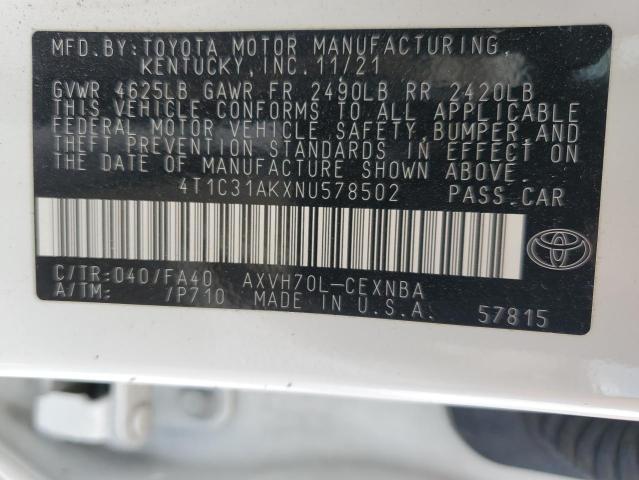 MFD.BY:TOYOTA MOTOR MANUFACTURING,
KENTUCKY,INC.11/21
GVWR 4625LB GAWR FR 2490LB RR 2420LB
THIS VEHICLE CONFORMS TO ALL APPLICABLE
FEDERAL MOTOR VEHICLE SAFETY,BUMPER,AND
THEFT PREVENTION STANDARDS IN EFFECT ON
THE DATE OF MANUFACTURE SHOWN ABOVE.
4T1C31AKXNU578502 PASS.CAR
C/TR:040/FA40 AXVH70L-CEXNBA
A/TM: /P710 MADE IN U.S.A. 57815